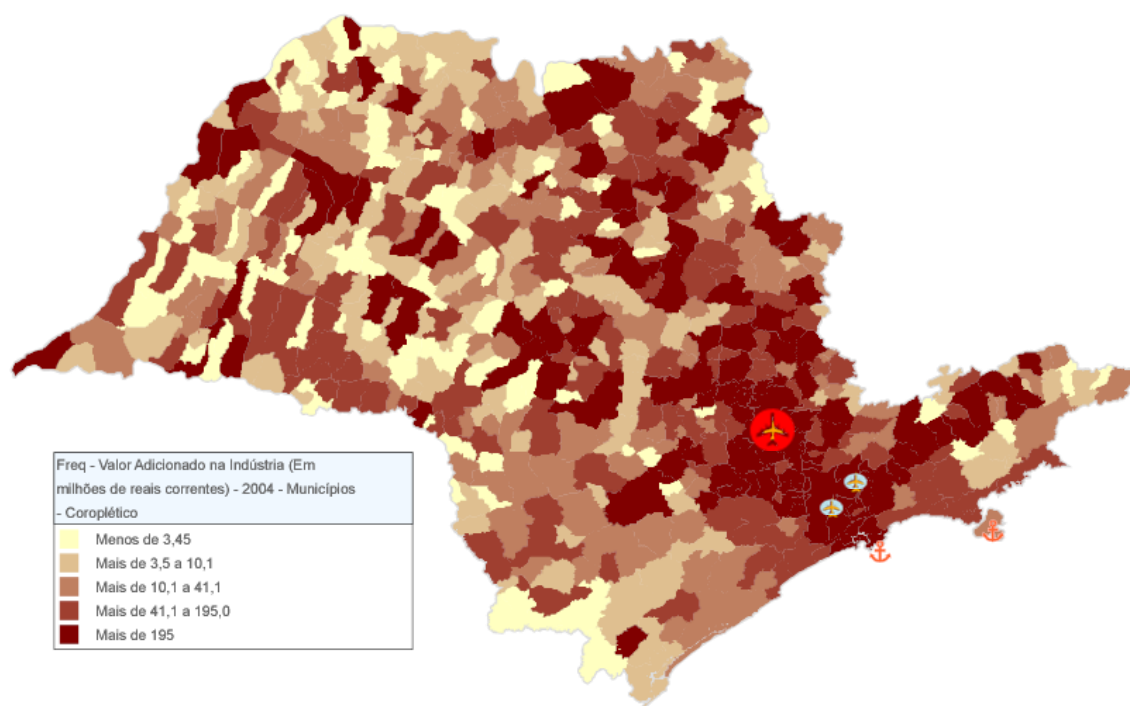 Freq - Valor Adicionado na Indústria (Em
milhões de reais correntes) - 2004 - Municípios
- Coroplético
Menos de 3,45
Mais de 3,5 a 10,1
Mais de 10,1 a 41,1
Mais de 41,1 a 195,0
Mais de 195